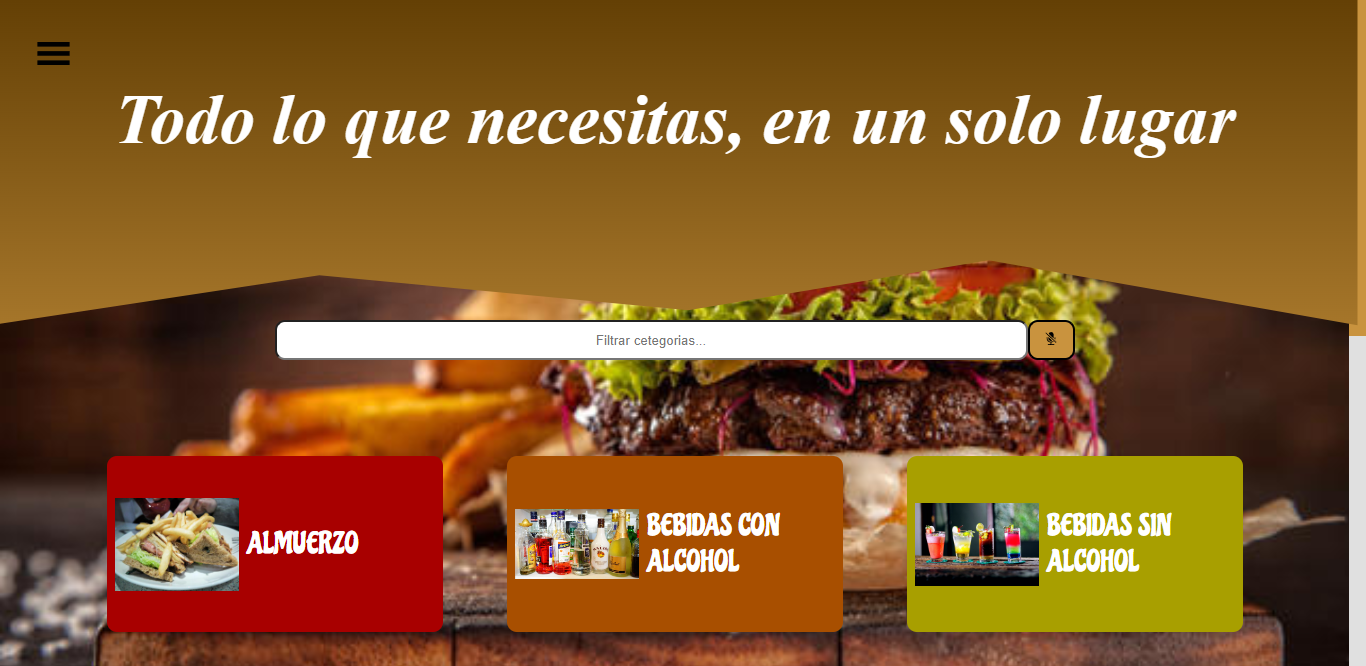 Todo lo que necesitas, en un solo lugar
Filtrar cetegorias...
ALMUERZO
BEBIDAS CON
ALCOHOL
BEBIDAS SIN
ALCOHOL